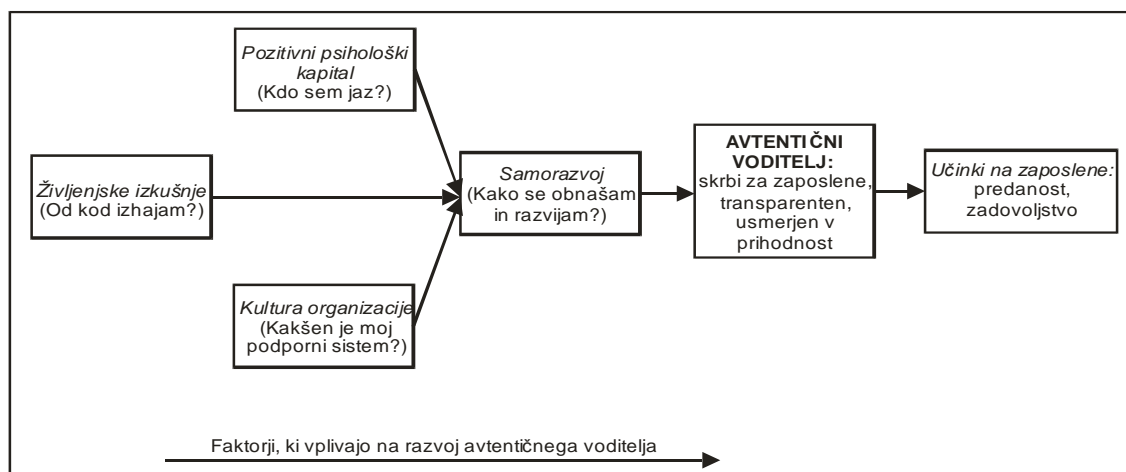 Pozitivni psihološki
kapital
(Kdo sem jaz?)
Življenjske izkušnje
(Od kod izhajam?)
Samorazvoj
(Kako se obnašam
in razvijam?)
AVTENTIČNI
VODITELJ:
skrbi za zaposlene,
transparenten,
usmerjen v
prihodnost
Učinki na zaposlene:
predanost,
zadovoljstvo
Kultura organizacije
(Kakšen je moj
podporni sistem?)
Faktorji, ki vplivajo na razvoj avtentičnega voditelja